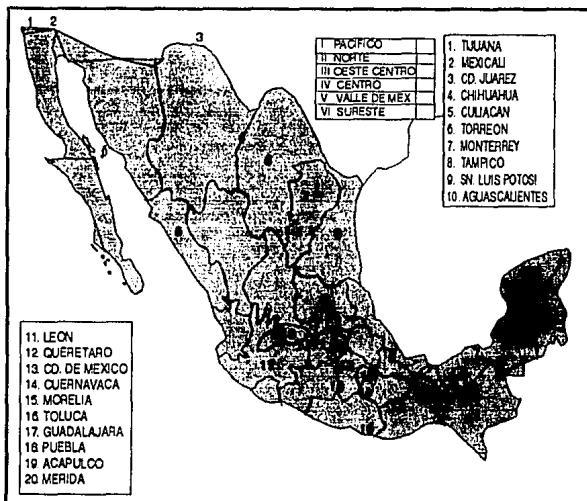 1 2
3
I PACIFICO
II NORTE
III OESTE CENTRO
IV CENTRO
V VALLE DE MEX
VI SURESTE
1. TIJUANA
2. MEXICALI
3. CD. JUAREZ
4. CHIHUAHUA
5. CULIACAN
6. TORREON
7. MONTERREY
8. TAMPICO
9. SN. LUIS POTOSI
10. AGUASCALIENTES
11. LEON
12. QUERETARO
13. CD. DE MEXICO
14. CUERNAVACA
15. MORELIA
16. TOLUCA
17. GUADALAJARA
18. PUEBLA
19. ACAPULCO
20. MERIDA